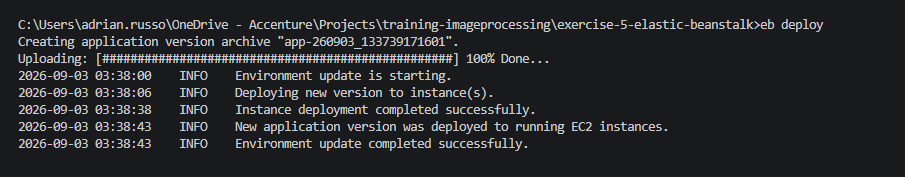 C:\Users\adrian.russo\OneDrive - Accenture\Projects\training-imageprocessing\exercise-5-elastic-beanstalk>eb deploy
Creating application version archive "app-260903_133739171601".
Uploading: [##################################################] 100% Done...
2026-09-03 03:38:00    INFO    Environment update is starting.
2026-09-03 03:38:06    INFO    Deploying new version to instance(s).
2026-09-03 03:38:38    INFO    Instance deployment completed successfully.
2026-09-03 03:38:43    INFO    New application version was deployed to running EC2 instances.
2026-09-03 03:38:43    INFO    Environment update completed successfully.